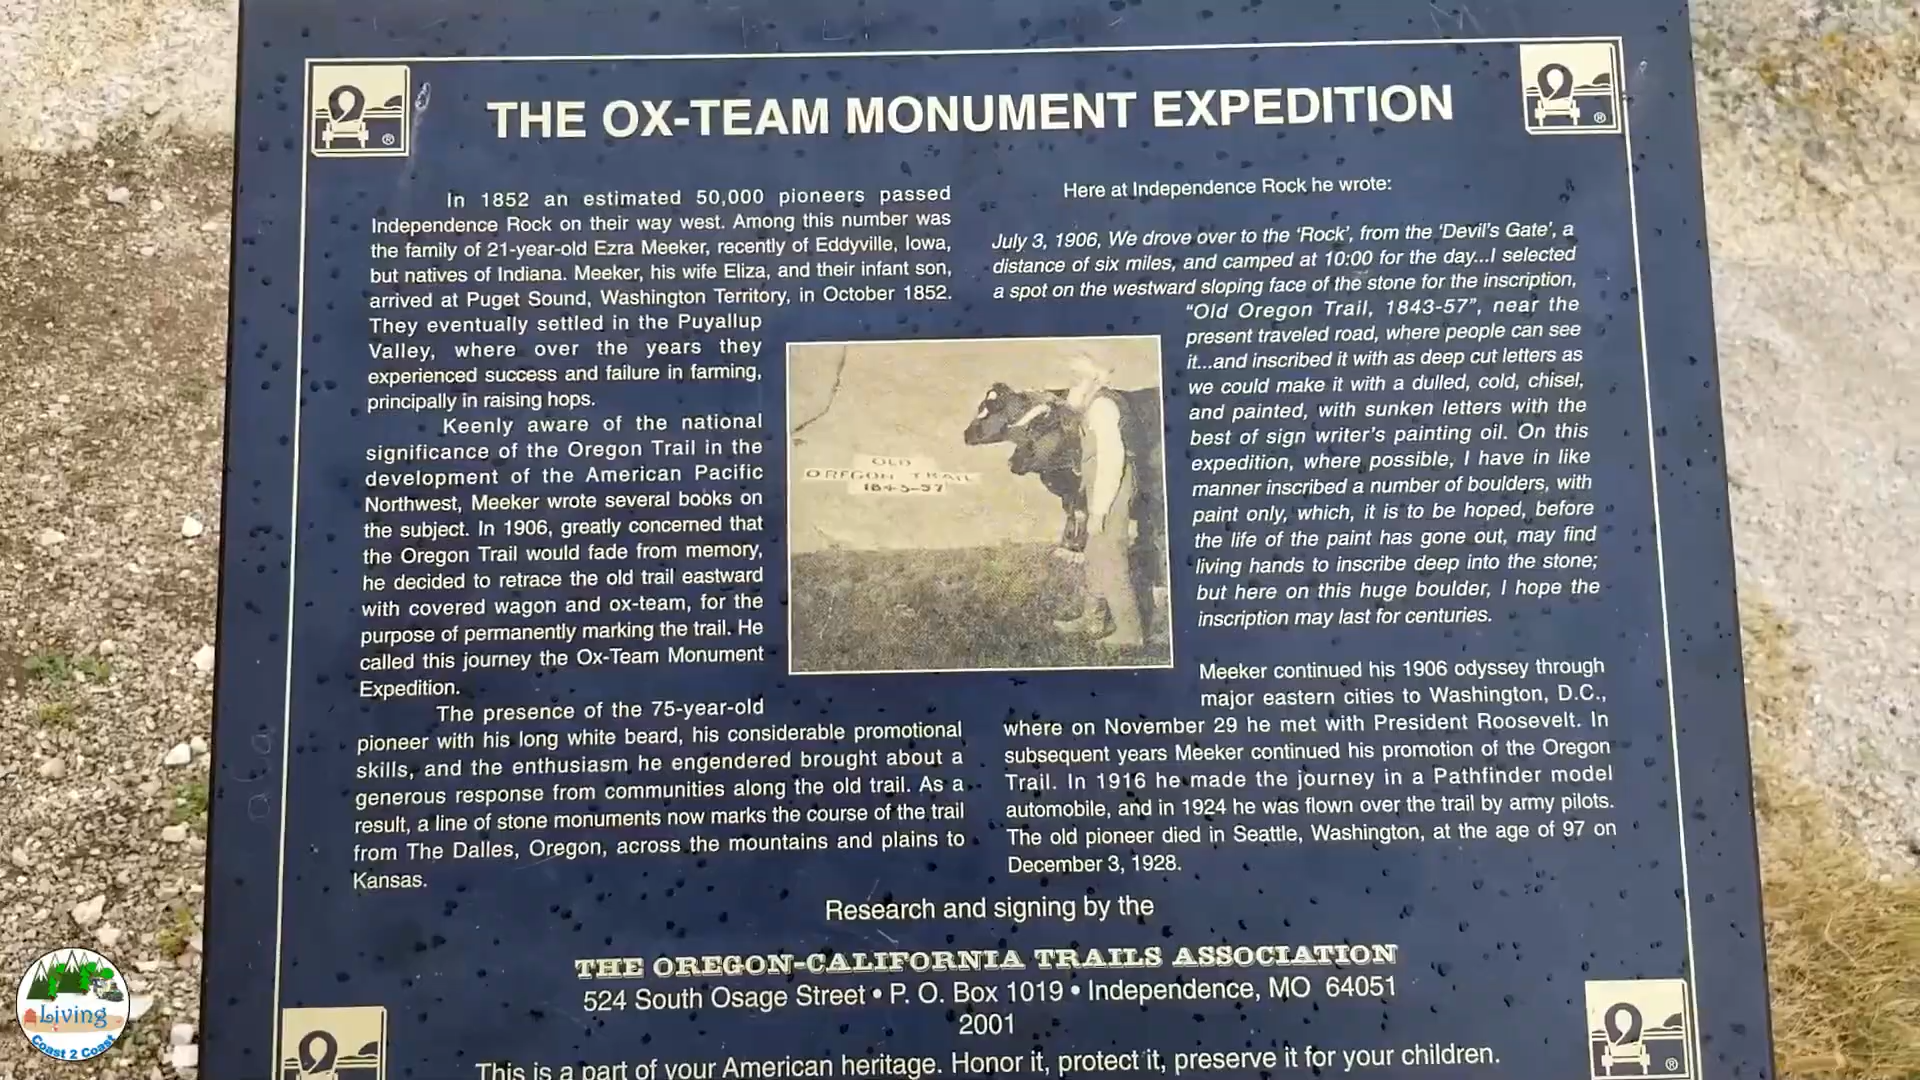 THE OX-TEAM MONUMENT EXPEDITION
In 1852 an estimated 50,000 pioneers passed
Independence Rock on their way west. Among this number was
the family of 21-year-old Ezra Meeker, recently of Eddyville, Iowa,
but natives of Indiana. Meeker, his wife Eliza, and their infant son,
arrived at Puget Sound, Washington Territory, in October 1852.
They eventually settled in the Puyallup
Valley, where over the years they
experienced success and failure in farming,
principally in raising hops.
Keenly aware of the national
significance of the Oregon Trail in the
development of the American Pacific
Northwest, Meeker wrote several books on
the subject. In 1906, greatly concerned that
the Oregon Trail would fade from memory,
he decided to retrace the old trail eastward
with covered wagon and ox-team, for the
purpose of permanently marking the trail. He
called this journey the Ox-Team Monument
Expedition.
The presence of the 75-year-old
pioneer with his long white beard, his considerable promotional
skills, and the enthusiasm he engendered brought about a
generous response from communities along the old trail. As a
result, a line of stone monuments now marks the course of the trail
from The Dalles, Oregon, across the mountains and plains to
Kansas.
Here at Independence Rock he wrote:
July 3, 1906, We drove over to the 'Rock', from the 'Devil's Gate', a
distance of six miles, and camped at 10:00 for the day...I selected
a spot on the westward sloping face of the stone for the inscription,
"Old Oregon Trail, 1843-57", near the
present traveled road, where people can see
it...and inscribed it with as deep cut letters as
we could make it with a dulled, cold, chisel,
and painted, with sunken letters with the
best of sign writer's painting oil. On this
expedition, where possible, I have in like
manner inscribed a number of boulders, with
paint only, which, it is to be hoped, before
the life of the paint has gone out, may find
living hands to inscribe deep into the stone;
but here on this huge boulder, I hope the
inscription may last for centuries.
Meeker continued his 1906 odyssey through
major eastern cities to Washington, D.C.,
where on November 29 he met with President Roosevelt. In
subsequent years Meeker continued his promotion of the Oregon
Trail. In 1916 he made the journey in a Pathfinder model
automobile, and in 1924 he was flown over the trail by army pilots.
The old pioneer died in Seattle, Washington, at the age of 97 on
December 3, 1928.
OLD
OREGON TRAIL
1843-57
Research and signing by the
THE OREGON-CALIFORNIA TRAILS ASSOCIATION
524 South Osage Street • P. O. Box 1019 • Independence, MO 64051
2001
This is a part of your American heritage. Honor it, protect it, preserve it for your children.
Living
Coast 2 Coast